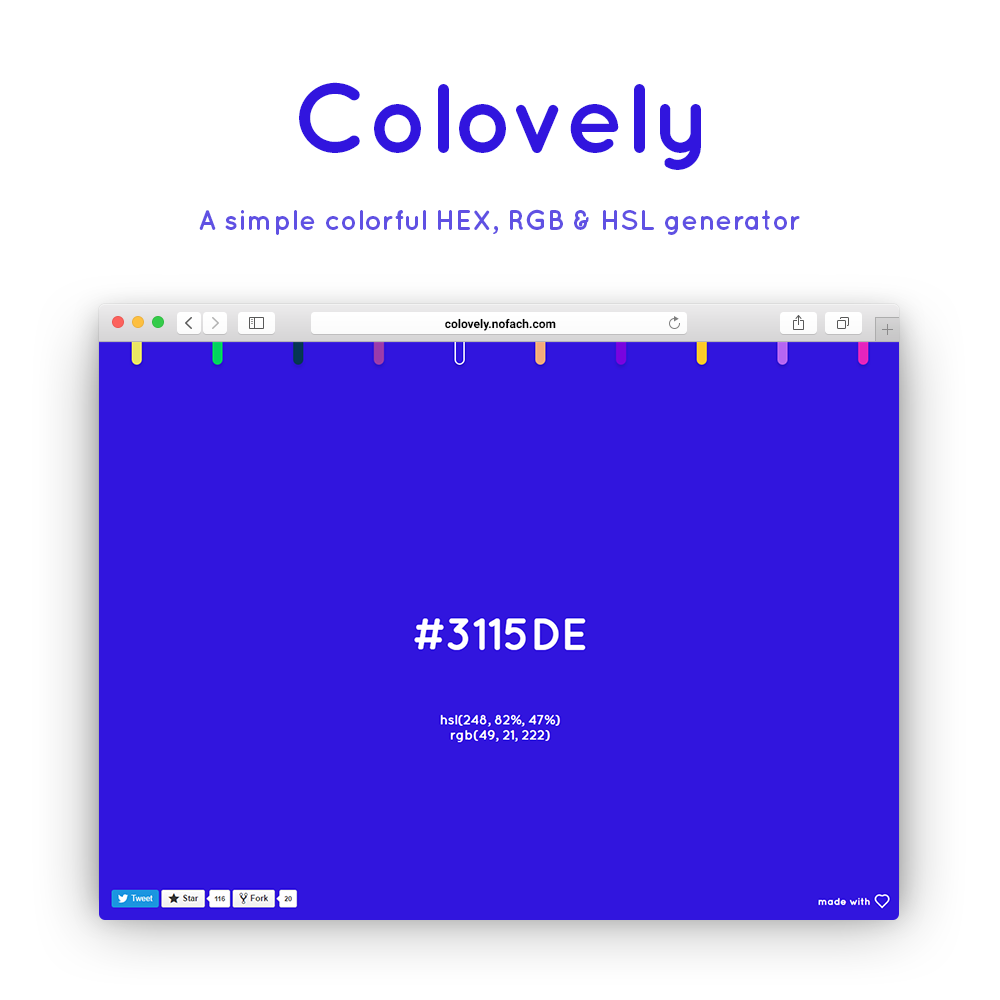 Colovely
A simple colorful HEX, RGB & HSL generator
colovely.nofach.com
#3115DE
hsl(248, 82%, 47%)
rgb(49, 21, 222)
Tweet Star 116 Fork 20
made with